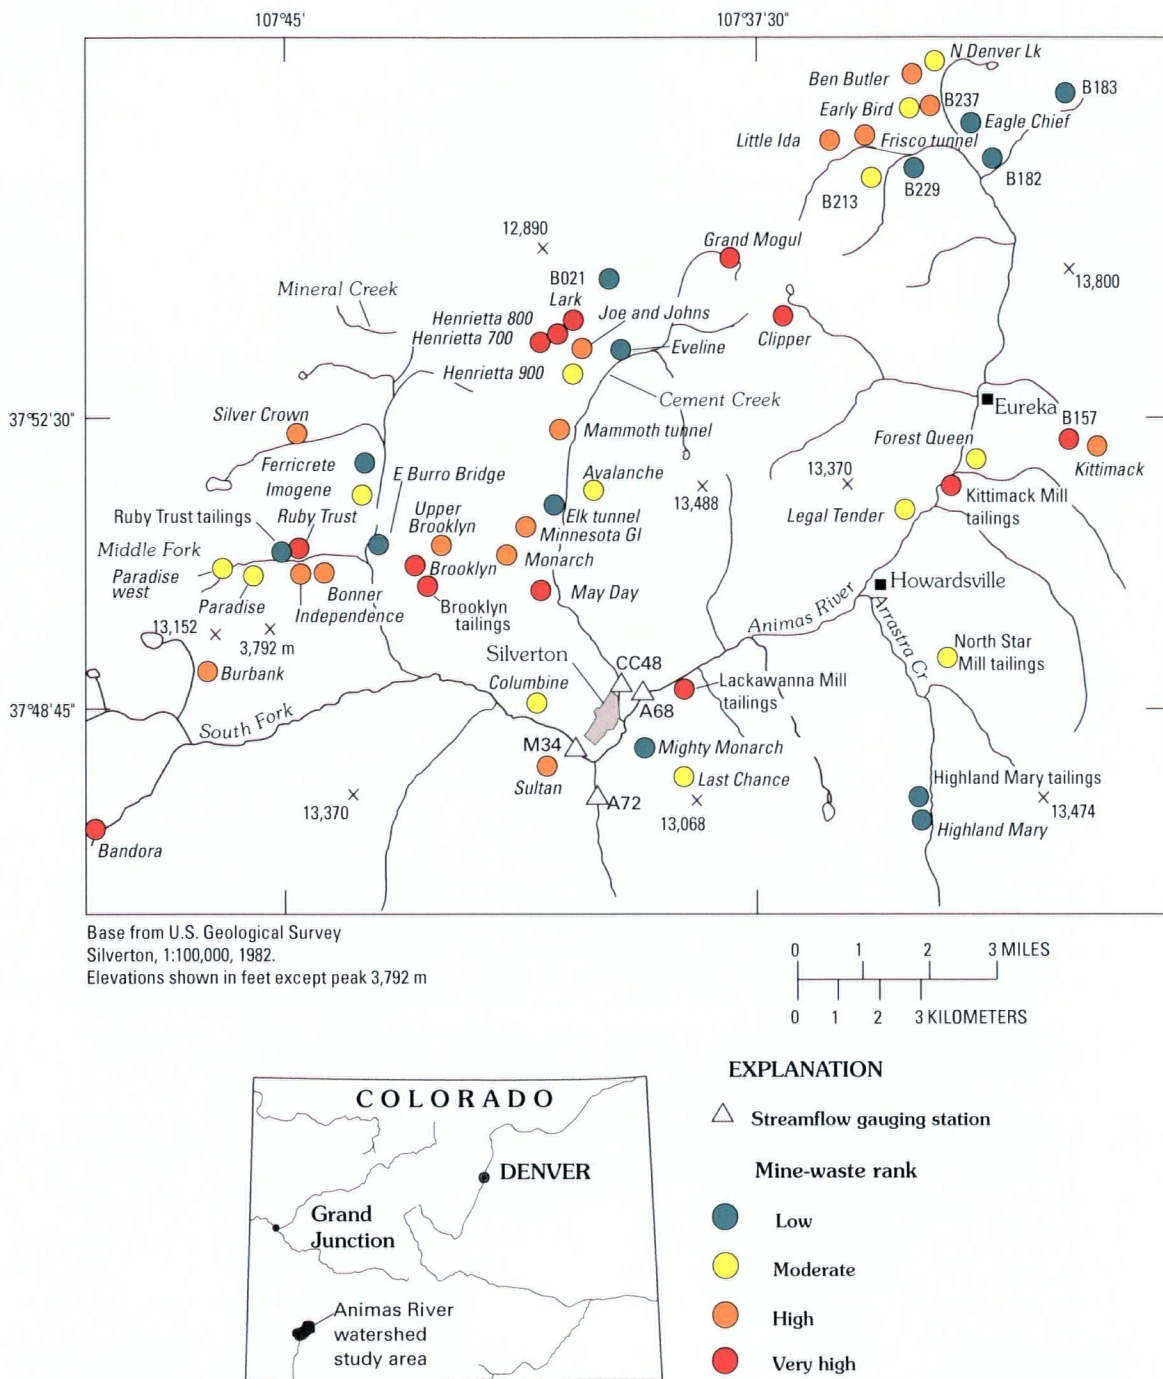 107°45'
107°37'30"
N Denver Lk
Ben Butler
B183
Early Bird
B237
Eagle Chief
Little Ida
Frisco tunnel
B182
B213
B229
12,890
Grand Mogul
13,800
B021
Mineral Creek
Lark
Joe and Johns
Henrietta 800
Henrietta 700
Clipper
Eveline
Henrietta 900
Cement Creek
Eureka
37°52'30"
Silver Crown
B157
Mammoth tunnel
Forest Queen
Kittimack
Ferricrete
E Burro Bridge
Avalanche
13,370
Imogene
13,488
Upper
Brooklyn
Ruby Trust tailings
Ruby Trust
Elk tunnel
Legal Tender
Kittimack Mill
tailings
Minnesota Gl
Middle Fork
Monarch
Paradise
west
Brooklyn
Howardsville
Bonner
May Day
Paradise
Independence
Brooklyn
tailings
Animas River
Arrastra Cr
13,152
3,792 m
North Star
Mill tailings
Silverton
CC48
Burbank
Columbine
Lackawanna Mill
tailings
37°48'45"
South Fork
A68
M34
Mighty Monarch
Sultan
Last Chance
Highland Mary tailings
13,370
A72
13,068
13,474
Highland Mary
Bandora
Base from U.S. Geological Survey
Silverton, 1:100,000, 1982.
Elevations shown in feet except peak 3,792 m
0 1 2 3 MILES
0 1 2 3 KILOMETERS
EXPLANATION
Streamflow gauging station
Mine-waste rank
Low
Moderate
High
Very high
COLORADO
DENVER
Grand
Junction
Animas River
watershed
study area